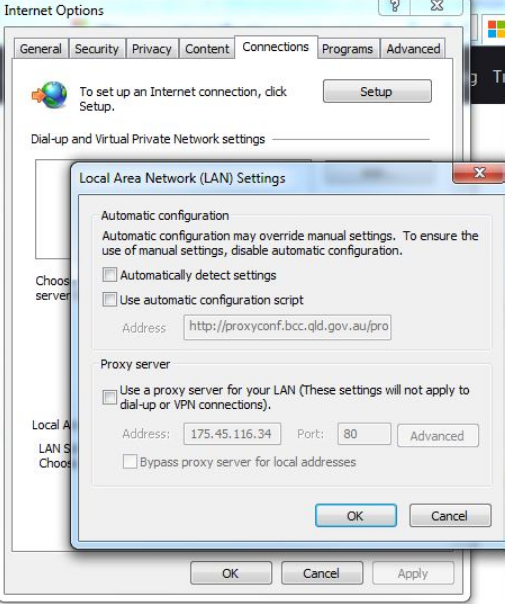 Internet Options
General Security Privacy Content Connections Programs Advanced
To set up an Internet connection, click
Setup.
Setup
Dial-up and Virtual Private Network settings
Local Area Network (LAN) Settings
Automatic configuration
Automatic configuration may override manual settings. To ensure the
use of manual settings, disable automatic configuration.
Automatically detect settings
Use automatic configuration script
Address http://proxyconf.bcc.qld.gov.au/pro
Proxy server
Use a proxy server for your LAN (These settings will not apply to
dial-up or VPN connections).
Address: 175.45.116.34 Port: 80 Advanced
Bypass proxy server for local addresses
OK Cancel
Choos
server
Local A
LAN S
Choos
OK Cancel Apply